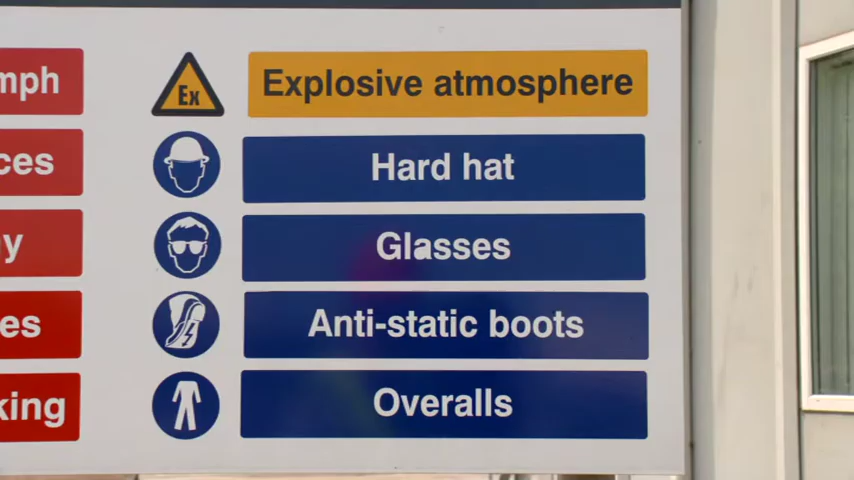 mph
Ex
Explosive atmosphere
ces
Hard hat
y
Glasses
es
Anti-static boots
king
Overalls